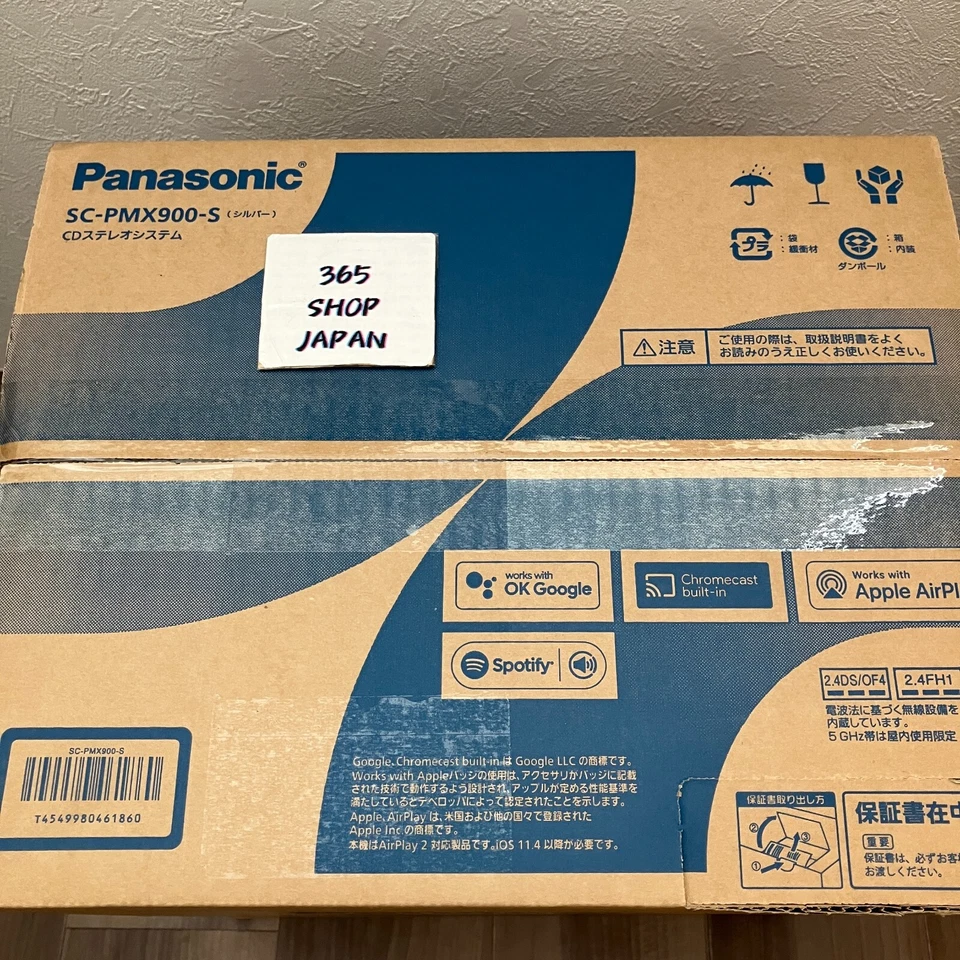 Panasonic®
SC-PMX900-S (シルバー)
CDステレオシステム
365
SHOP
JAPAN
プラ : 袋
: 緩衝材
: 箱
: 内装
ダンボール
注意
ご使用の際は、取扱説明書をよく
お読みのうえ正しくお使いください。
works with
OK Google
Chromecast
built-in
Works with
Apple AirPl
Spotify®
2.4DS/OF4
2.4FH1
電波法に基づく無線設備を
内蔵しています。
5 GHz帯は屋内使用限定
SC-PMX900-S
T4549980461860
Google、Chromecast built-in は Google LLC の商標です。
Works with Appleバッジの使用は、アクセサリがバッジに記載
された技術で動作するよう設計され、アップルが定める性能基準を
満たしているとデベロッパによって認定されたことを示します。
Apple、AirPlay は、米国および他の国々で登録された
Apple Inc.の商標です。
本機はAirPlay 2 対応製品です。iOS 11.4 以降が必要です。
保証書取り出し方
①
②
③
保証書在中
重要
保証書は、必ずお客
お渡しください。